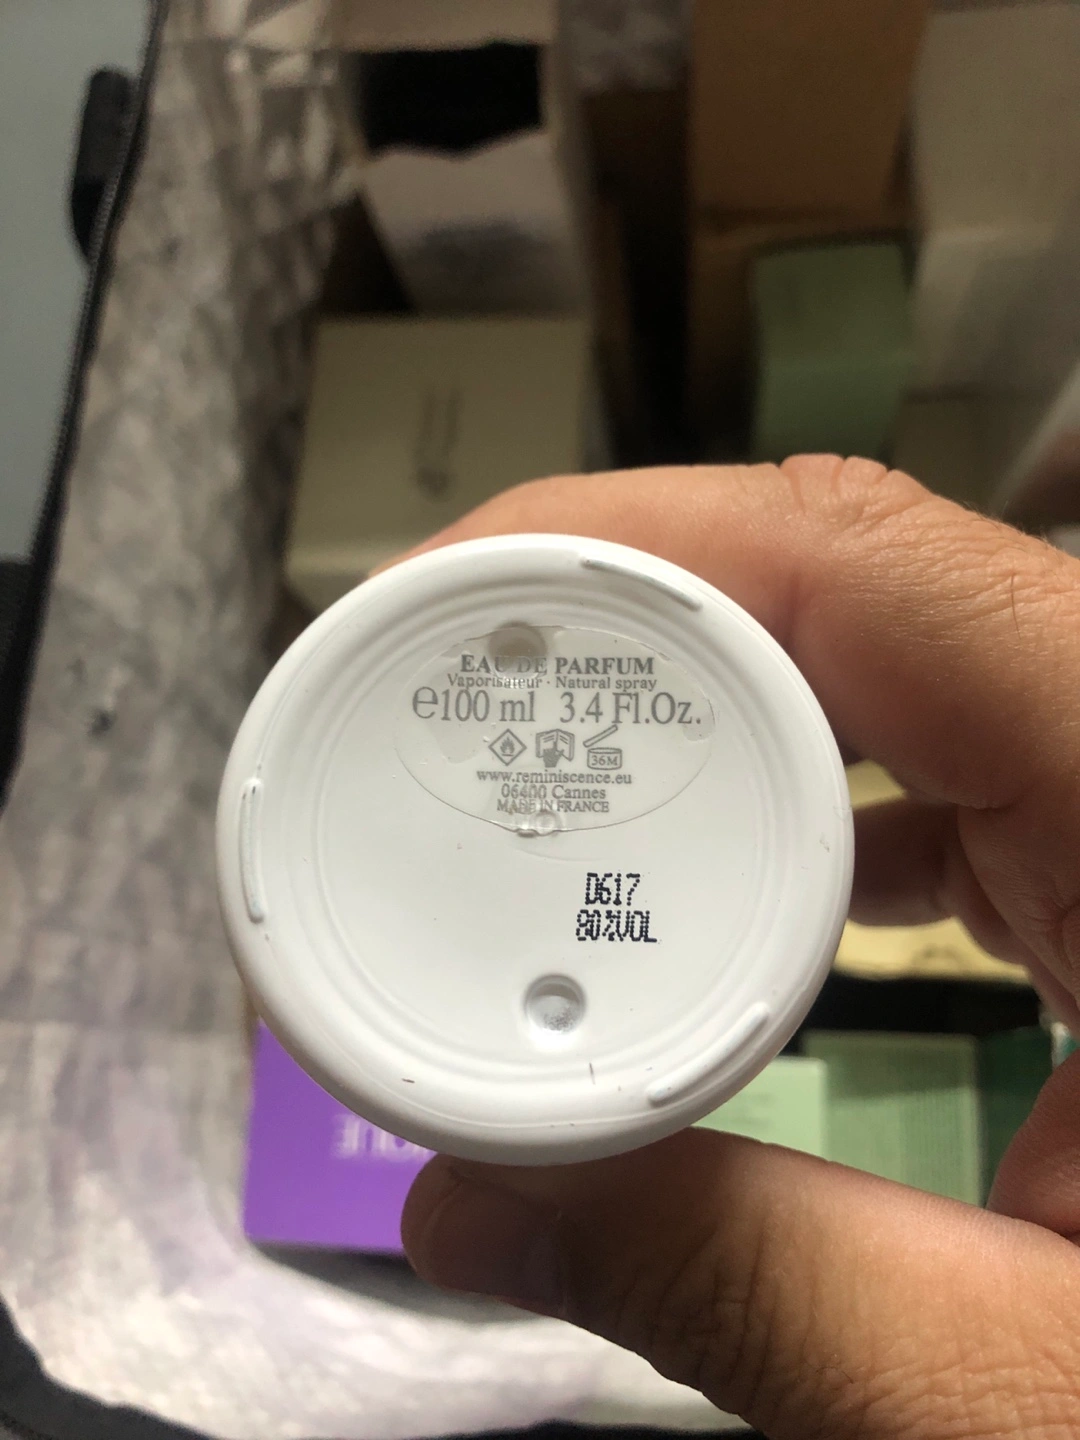 EAU DE PARFUM
Vaporisateur · Natural spray
℮100 ml 3.4 Fl.Oz.
36M
www.reminiscence.eu
06400 Cannes
MADE IN FRANCE
D617
80%VOL